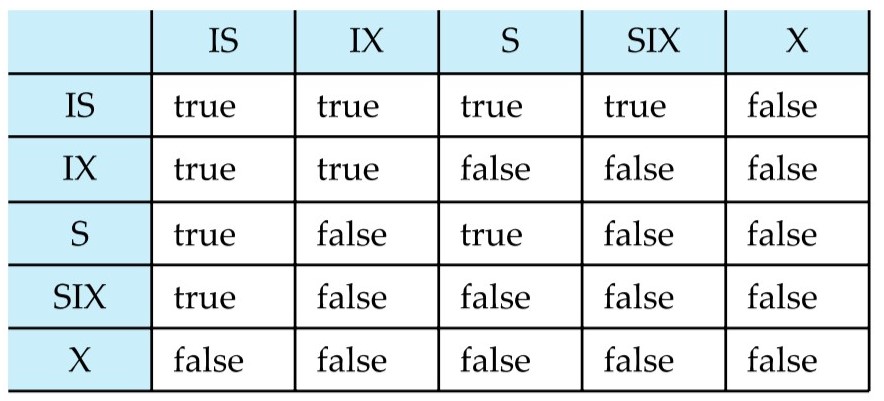 IS IX S SIX X
IS true true true true false
IX true true false false false
S true false true false false
SIX true false false false false
X false false false false false